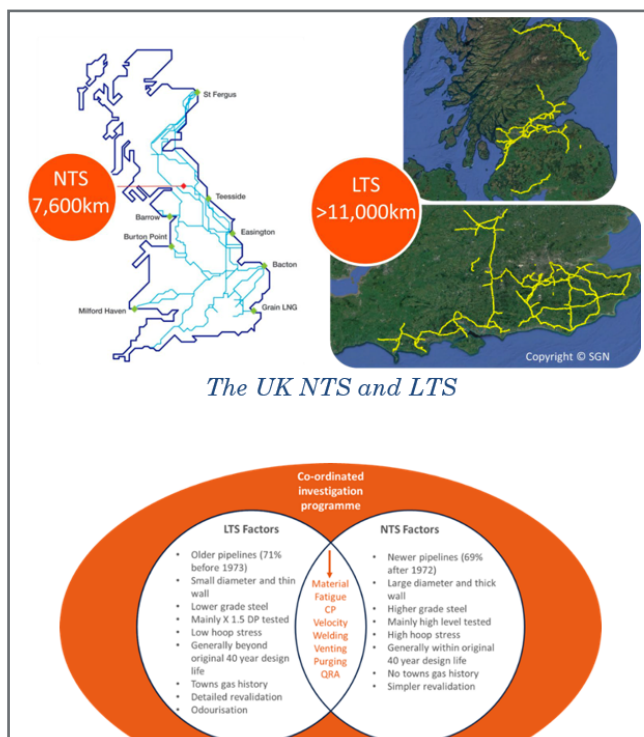 St Fergus
NTS
7,600km
Teesside
Barrow
Easington
Burton Point
Bacton
Milford Haven
Grain LNG
LTS
>11,000km
Copyright © SGN
The UK NTS and LTS
Co-ordinated
investigation
programme
LTS Factors
• Older pipelines (71%
before 1973)
• Small diameter and thin
wall
• Lower grade steel
• Mainly X 1.5 DP tested
• Low hoop stress
• Generally beyond
original 40 year design
life
• Towns gas history
• Detailed revalidation
• Odourisation
Material
Fatigue
CP
Velocity
Welding
Venting
Purging
QRA
NTS Factors
• Newer pipelines (69%
after 1972)
• Large diameter and thick
wall
• Higher grade steel
• Mainly high level tested
• High hoop stress
• Generally within original
40 year design life
• No towns gas history
• Simpler revalidation